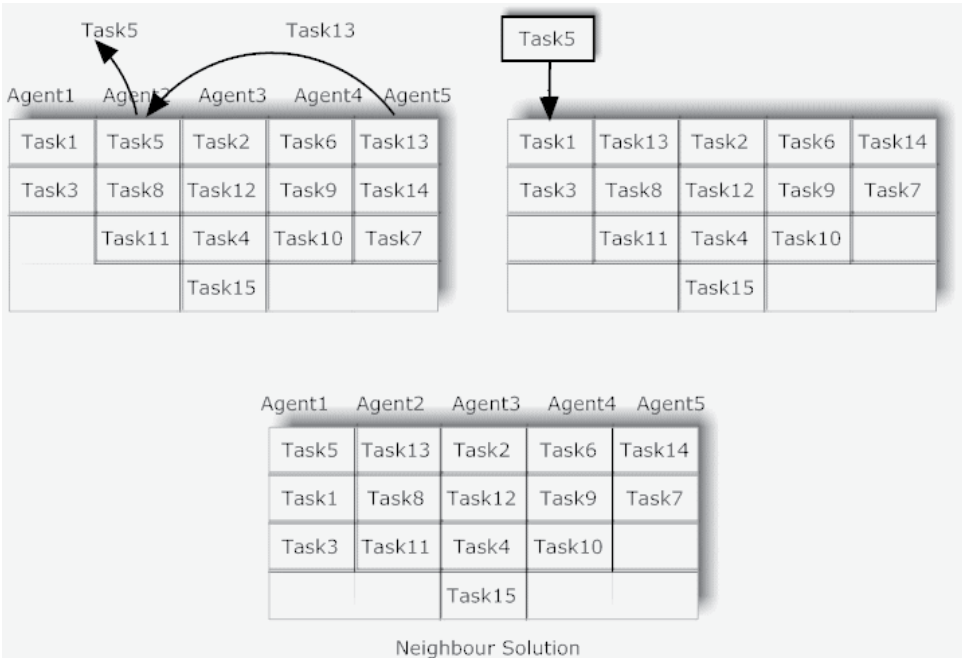 Task5 Task13
Agent1 Agent2 Agent3 Agent4 Agent5
Task1 Task5 Task2 Task6 Task13
Task3 Task8 Task12 Task9 Task14
Task11 Task4 Task10 Task7
Task15
Task5
Task1 Task13 Task2 Task6 Task14
Task3 Task8 Task12 Task9 Task7
Task11 Task4 Task10
Task15
Agent1 Agent2 Agent3 Agent4 Agent5
Task5 Task13 Task2 Task6 Task14
Task1 Task8 Task12 Task9 Task7
Task3 Task11 Task4 Task10
Task15
Neighbour Solution